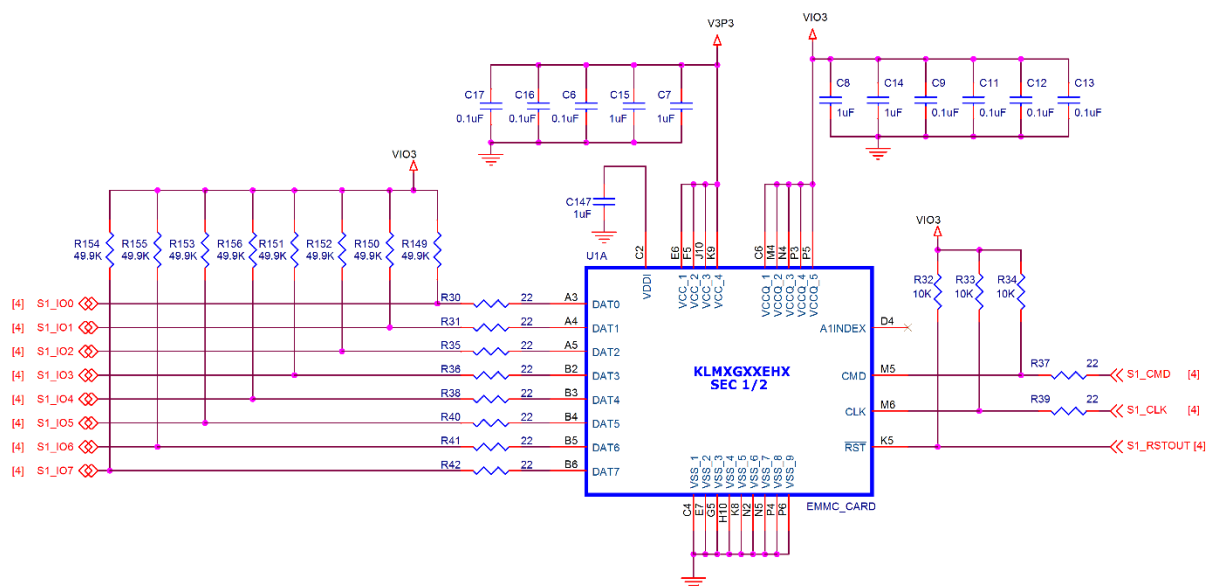 V3P3
VIO3
C17
0.1uF
C16
0.1uF
C6
0.1uF
C15
1uF
C7
1uF
C8
1uF
C14
1uF
C9
0.1uF
C11
0.1uF
C12
0.1uF
C13
0.1uF
VIO3
C147
1uF
R154
49.9K
R155
49.9K
R153
49.9K
R156
49.9K
R151
49.9K
R152
49.9K
R150
49.9K
R149
49.9K
VIO3
R32
10K
R33
10K
R34
10K
U1A
C2
VDDI
E6
VCC_1
F5
VCC_2
J10
VCC_3
K9
VCC_4
C6
VCCQ_1
M4
VCCQ_2
N4
VCCQ_3
P3
VCCQ_4
P5
VCCQ_5
[4] S1_IO0 R30 22 A3 DAT0
[4] S1_IO1 R31 22 A4 DAT1
[4] S1_IO2 R35 22 A5 DAT2
[4] S1_IO3 R36 22 B2 DAT3
[4] S1_IO4 R38 22 B3 DAT4
[4] S1_IO5 R40 22 B4 DAT5
[4] S1_IO6 R41 22 B5 DAT6
[4] S1_IO7 R42 22 B6 DAT7
KLMXGXXEHX
SEC 1/2
A1INDEX D4
CMD M5 R37 22 S1_CMD [4]
CLK M6 R39 22 S1_CLK [4]
RST K5 S1_RSTOUT [4]
VSS_1
C4
VSS_2
E7
VSS_3
G5
VSS_4
H10
VSS_5
K8
VSS_6
N2
VSS_7
N5
VSS_8
P4
VSS_9
P6
EMMC_CARD